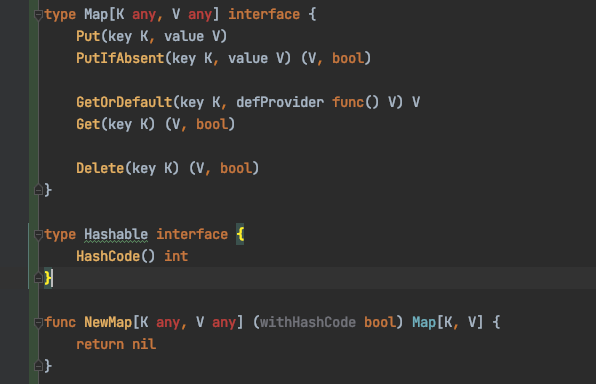 type Map[K any, V any] interface {
    Put(key K, value V)
    PutIfAbsent(key K, value V) (V, bool)
    GetOrDefault(key K, defProvider func() V) V
    Get(key K) (V, bool)
    Delete(key K) (V, bool)
}
type Hashable interface {
    HashCode() int
}
func NewMap[K any, V any] (withHashCode bool) Map[K, V] {
    return nil
}